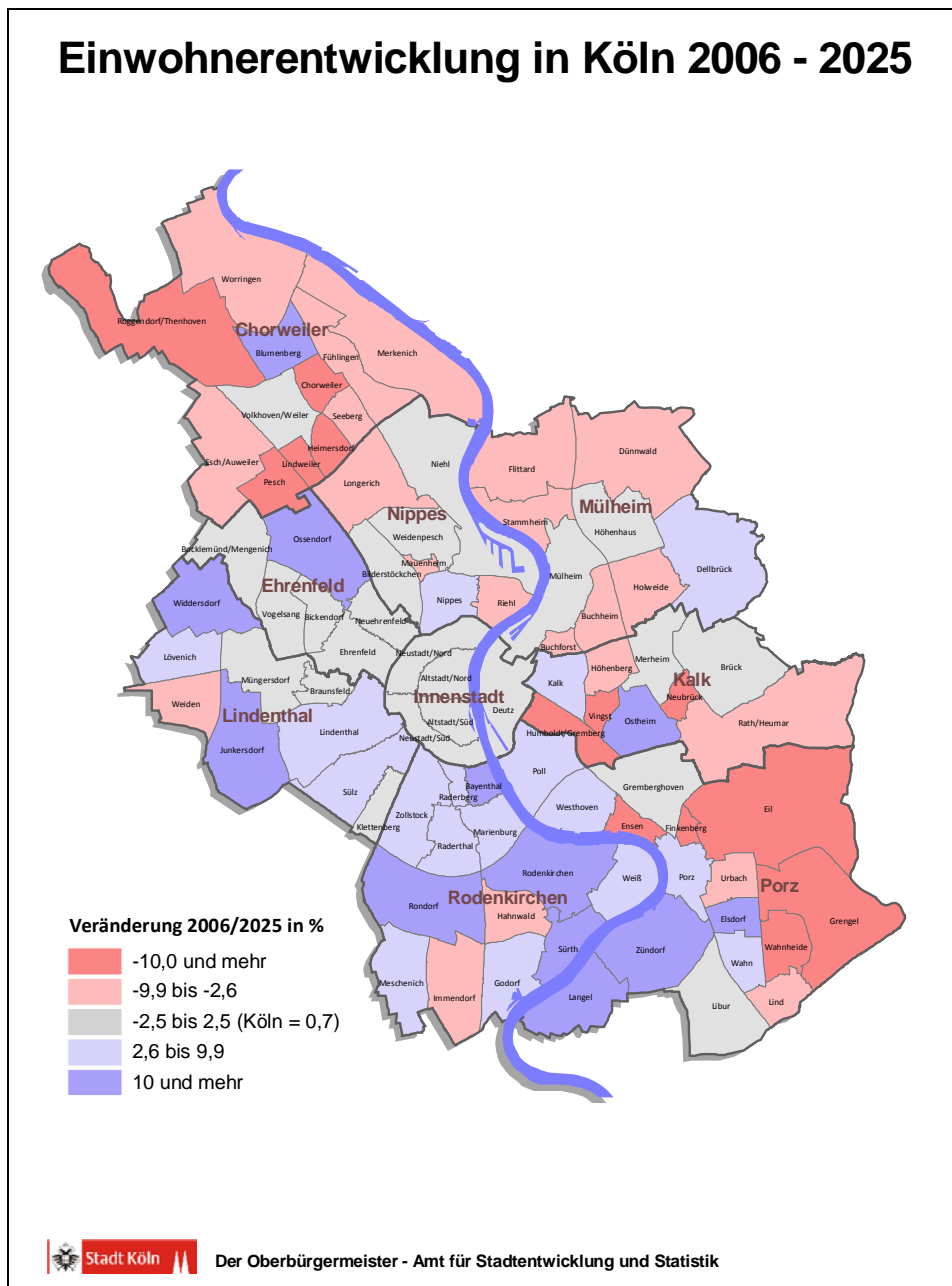 Einwohnerentwicklung in Köln 2006 - 2025
Worringen
Roggendorf/Thenhoven
Chorweiler
Blumenberg
Fühlingen
Merkenich
Chorweiler
Volkhoven/Weiler
Seeberg
Heimersdorf
Esch/Auweiler
Lindweiler
Pesch
Longerich
Niehl
Flittard
Dünnwald
Nippes
Stammheim
Mülheim
Höhenhaus
Weidenpesch
Ossendorf
Bocklemünd/Mengenich
Mauenheim
Bilderstöckchen
Mülheim
Dellbrück
Ehrenfeld
Holweide
Widdersdorf
Nippes
Riehl
Buchheim
Vogelsang
Bickendorf
Neuehrenfeld
Buchforst
Ehrenfeld
Neustadt/Nord
Lövenich
Merheim
Brück
Höhenberg
Müngersdorf
Altstadt/Nord
Kalk
Kalk
Braunsfeld
Innenstadt
Neubrück
Weiden
Deutz
Lindenthal
Vingst
Ostheim
Rath/Heumar
Altstadt/Süd
Lindenthal
Neustadt/Süd
Humboldt/Gremberg
Junkersdorf
Poll
Gremberghoven
Bayenthal
Sülz
Raderberg
Westhoven
Eil
Klettenberg
Zollstock
Marienburg
Ensen
Finkenberg
Raderthal
Rodenkirchen
Weiß
Porz
Urbach
Porz
Rondorf
Rodenkirchen
Hahnwald
Elsdorf
Grengel
Sürth
Zündorf
Wahnheide
Wahn
Meschenich
Godorf
Immendorf
Langel
Libur
Lind
Veränderung 2006/2025 in %
-10,0 und mehr
-9,9 bis -2,6
-2,5 bis 2,5 (Köln = 0,7)
2,6 bis 9,9
10 und mehr
Stadt Köln
Der Oberbürgermeister - Amt für Stadtentwicklung und Statistik